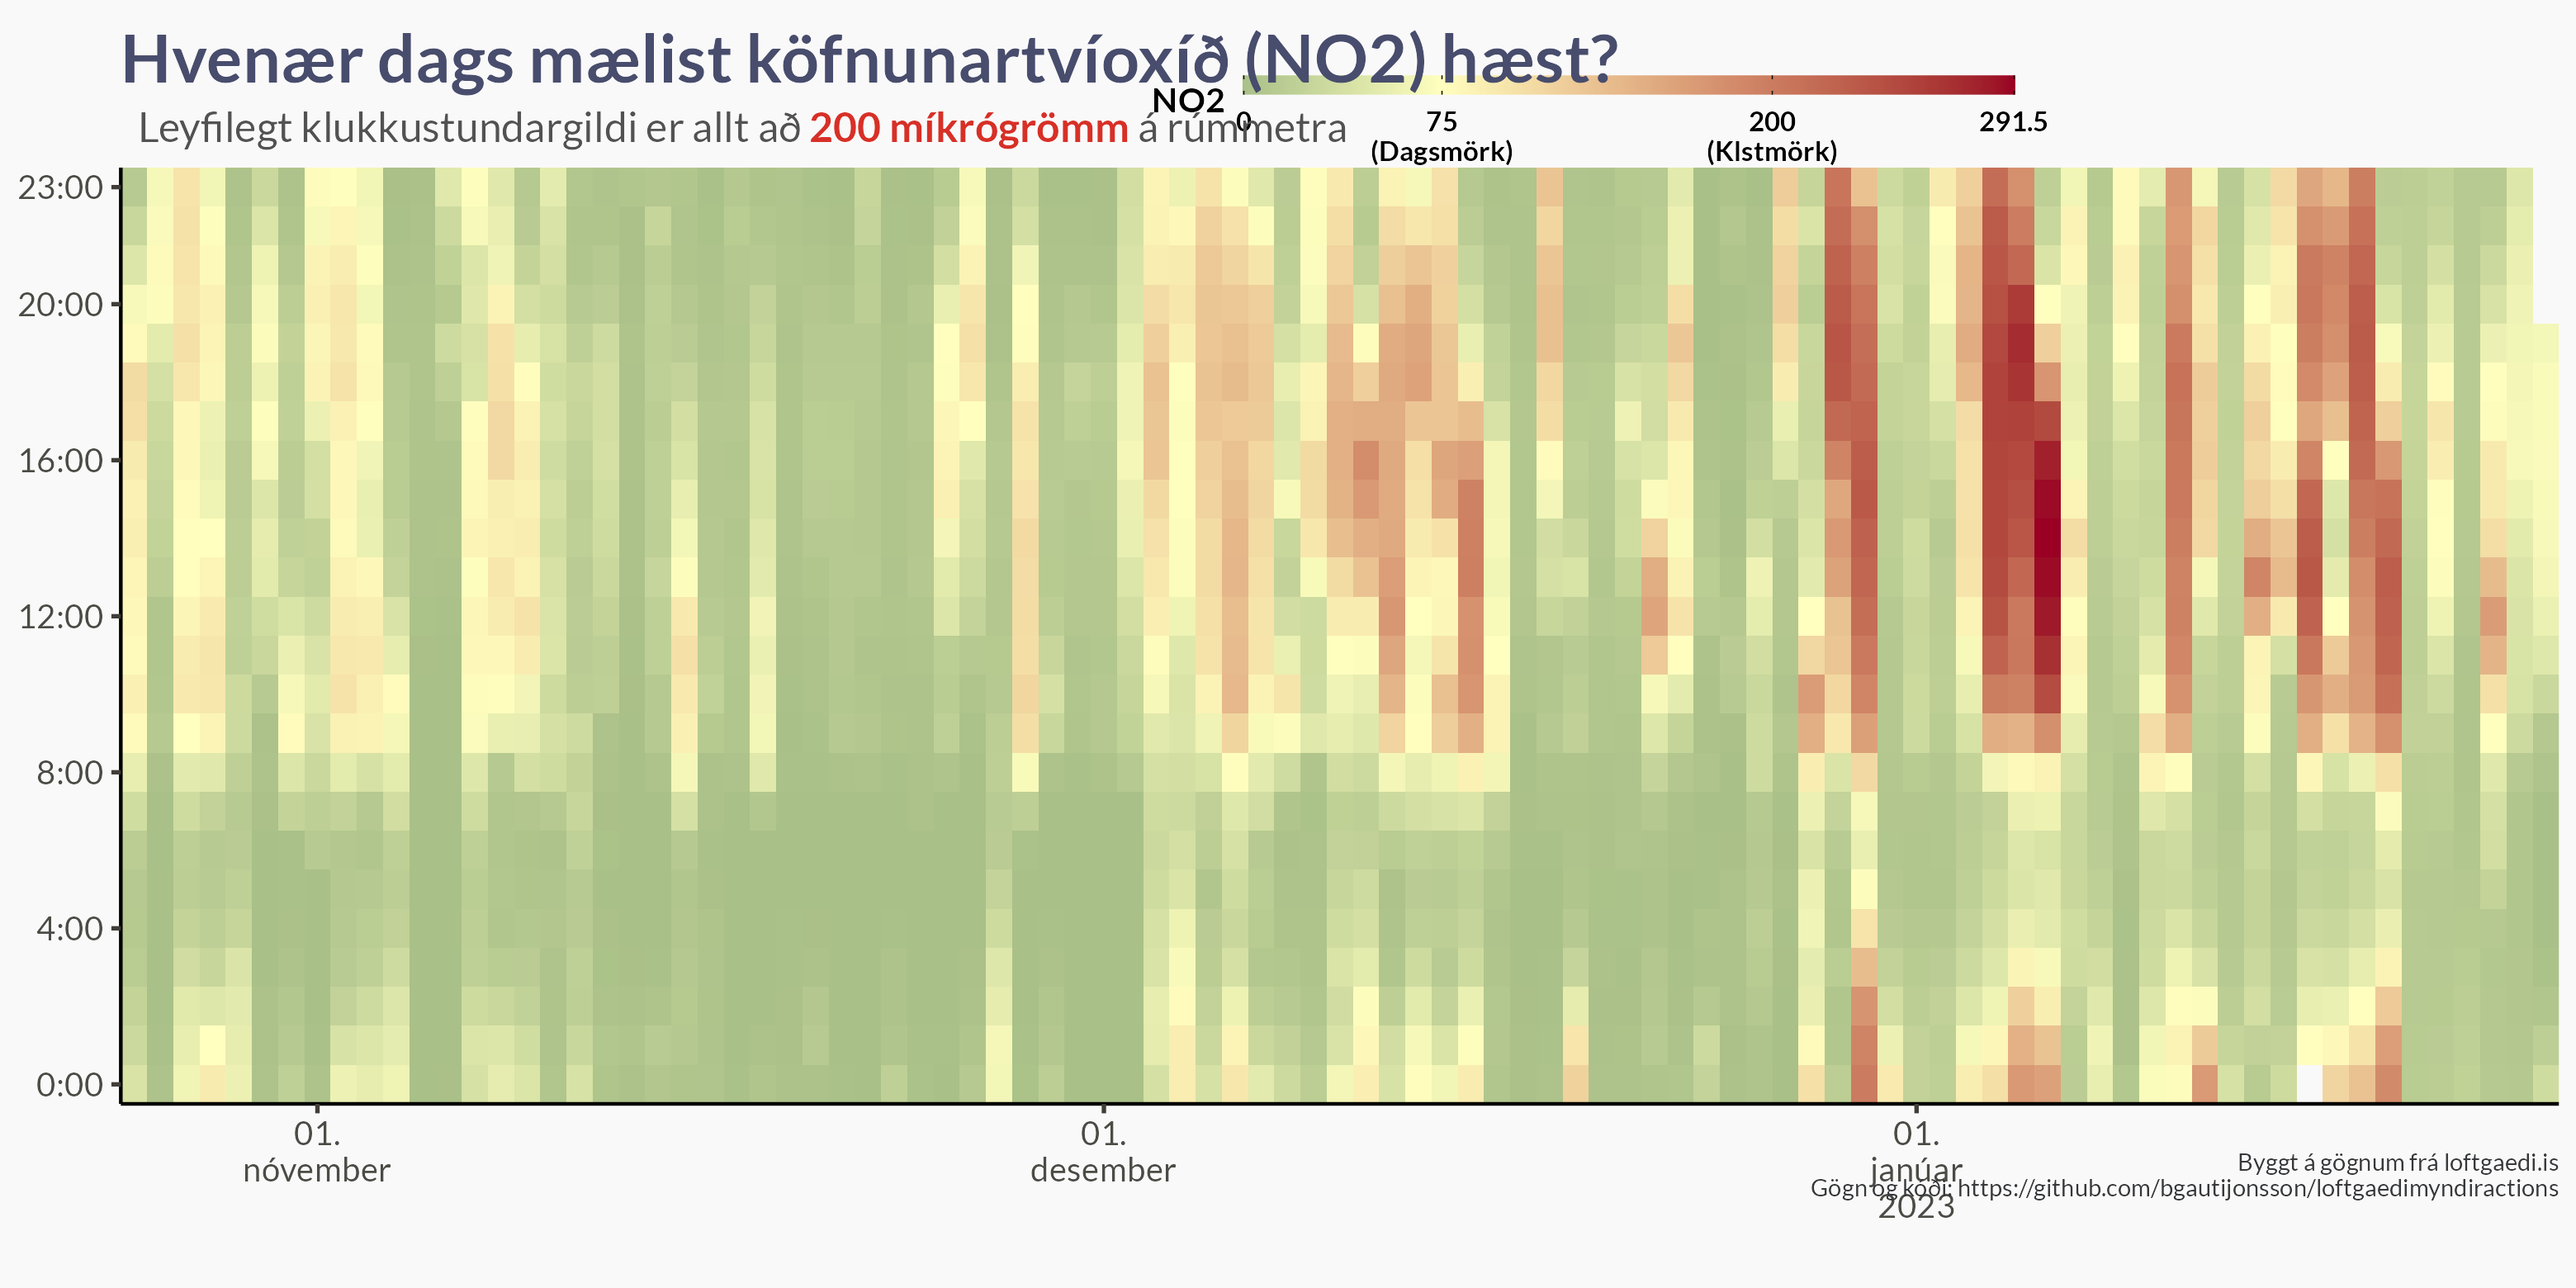 Hvenær dags mælist köfnunartvíoxíð (NO2) hæst?
NO2
Leyfilegt klukkustundargildi er allt að 200 míkrógrömm á rúmmetra
0
75
(Dagsmörk)
200
(Klstmörk)
291.5
23:00
20:00
16:00
12:00
8:00
4:00
0:00
01.
nóvember
01.
desember
01.
janúar
2023
Byggt á gögnum frá loftgaedi.is
Gögn og kóði: https://github.com/bgautijonsson/loftgaedimyndiractions